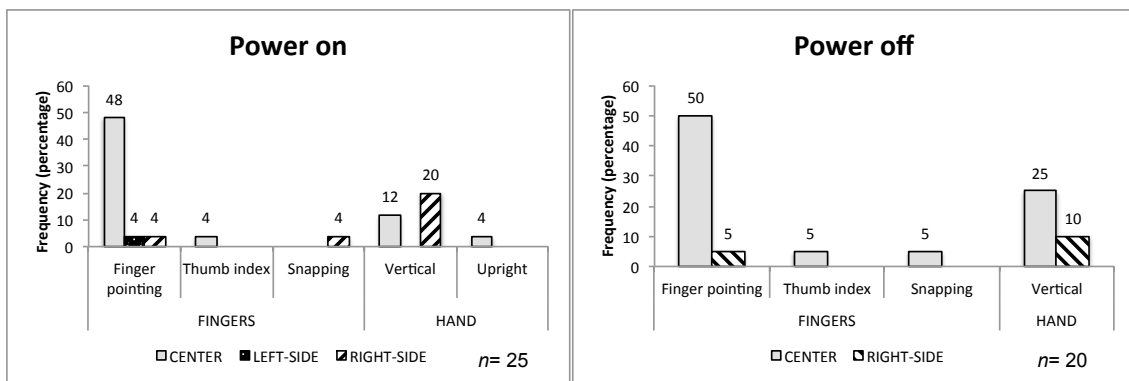 Power on
Frequency (percentage)
60
50
40
30
20
10
0
48
4
4
4
4
12
20
4
Finger pointing
Thumb index
Snapping
Vertical
Upright
FINGERS
HAND
CENTER
LEFT-SIDE
RIGHT-SIDE
n= 25
Power off
Frequency (percentage)
60
50
40
30
20
10
0
50
5
5
5
25
10
Finger pointing
Thumb index
Snapping
Vertical
FINGERS
HAND
CENTER
RIGHT-SIDE
n= 20